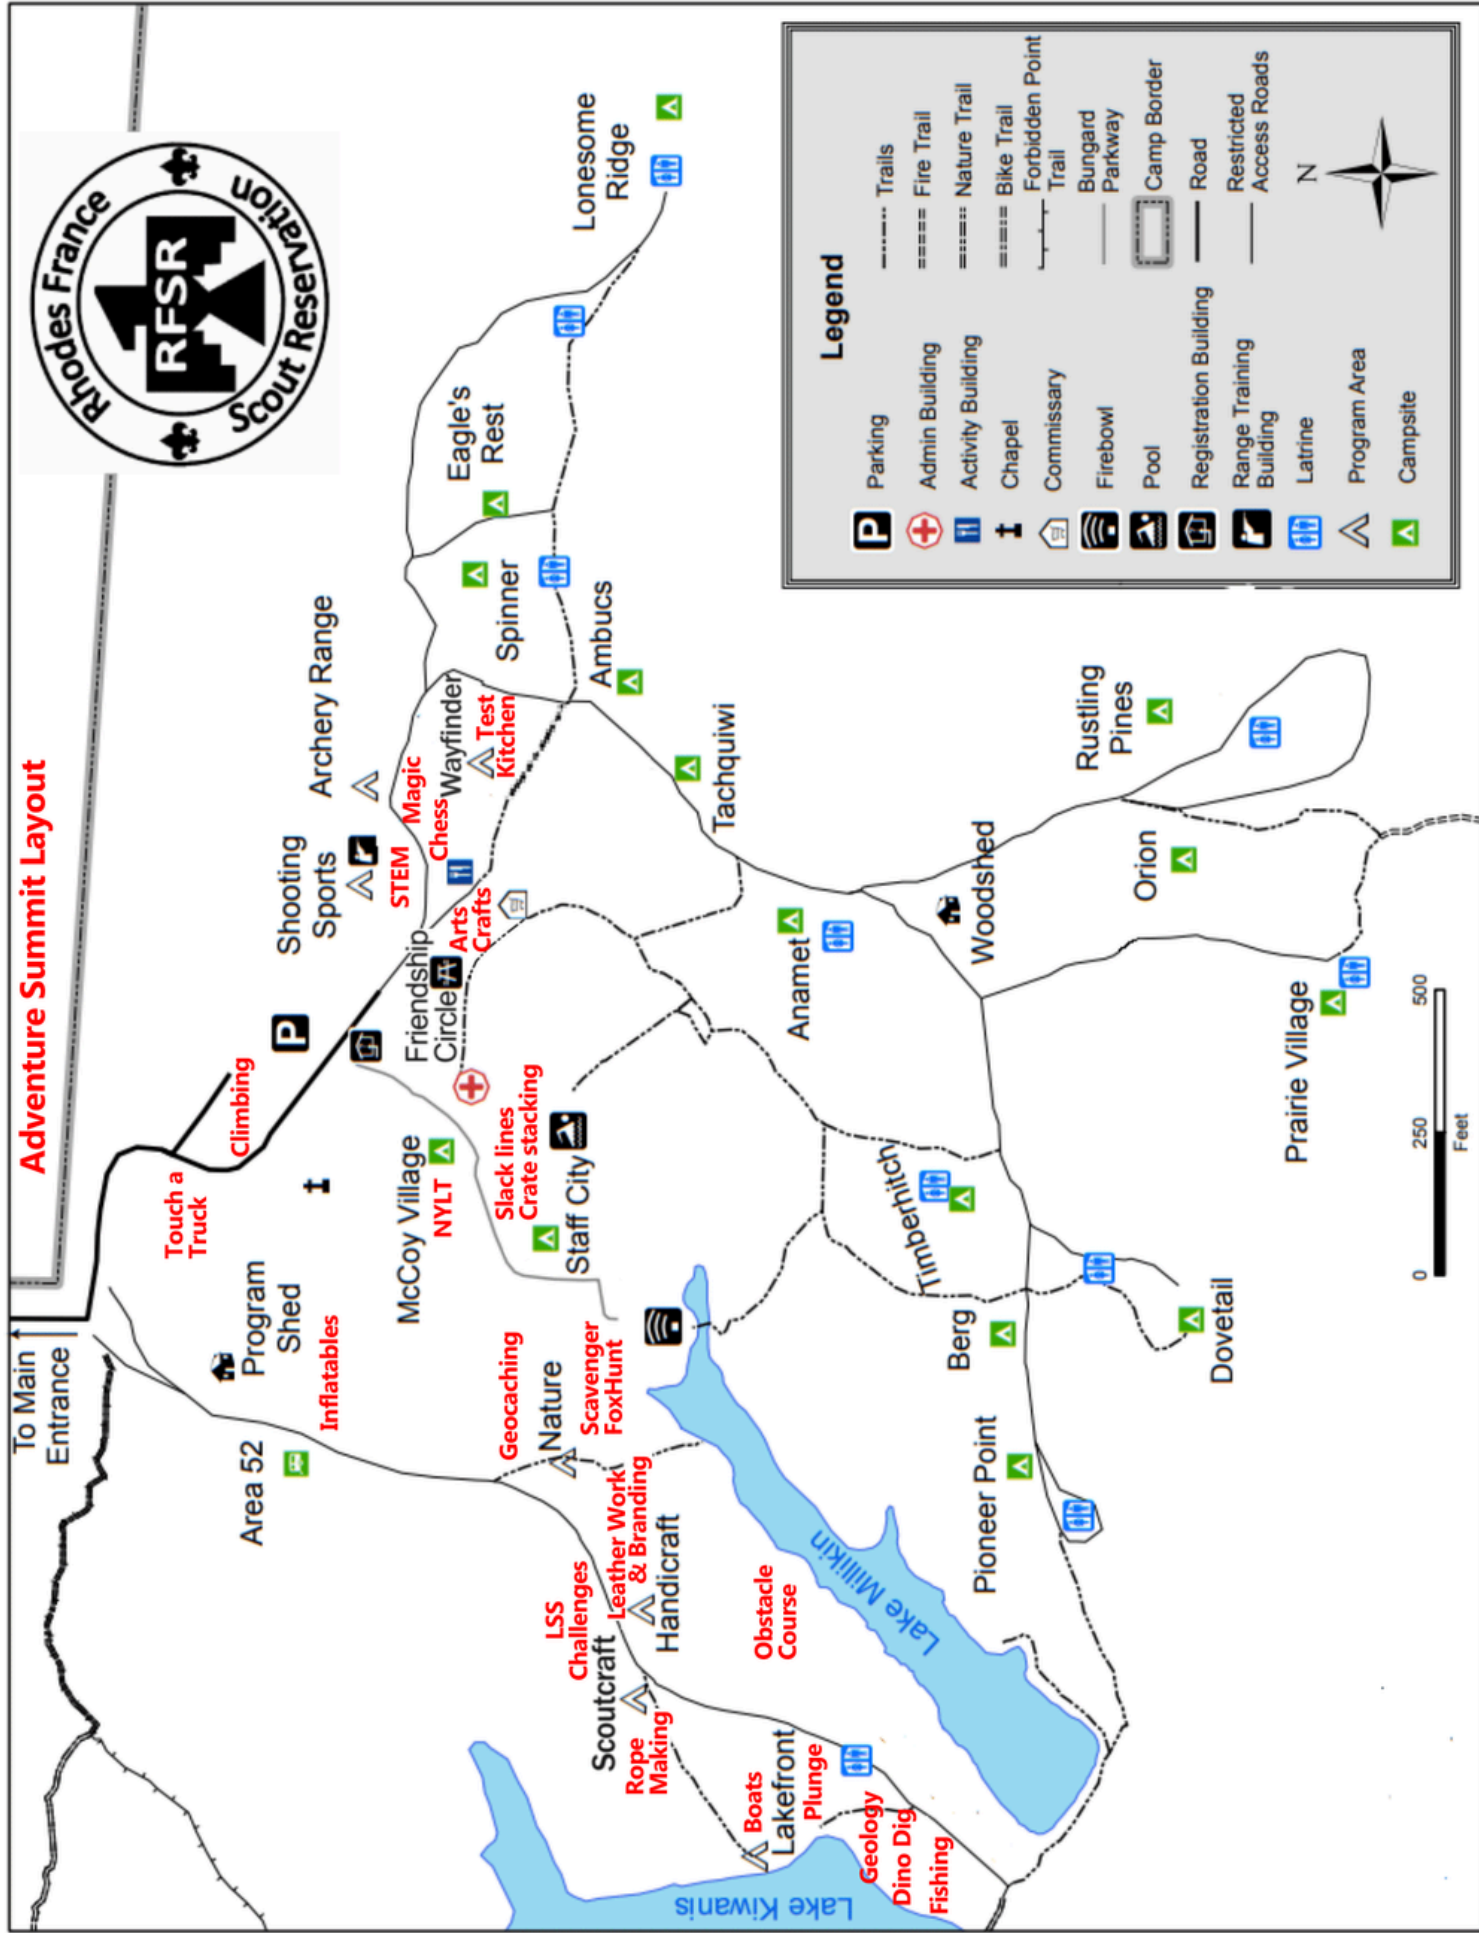 Adventure Summit Layout
Rhodes France
Scout Reservation
1
RFSR
To Main
Entrance
Touch a
Truck
Climbing
P
Program
Shed
Inflatables
Area 52
Shooting
Sports
Archery Range
STEM
Magic
Chess
Wayfinder
Test
Kitchen
Arts
Crafts
Friendship
Circle
McCoy Village
NYLT
Slack lines
Crate stacking
Staff City
Geocaching
Nature
Scavenger
FoxHunt
LSS
Challenges
Leather Work
& Branding
Handicraft
Scoutcraft
Rope
Making
Obstacle
Course
Boats
Lakefront
Plunge
Geology
Dino Dig
Fishing
Lake Kiwanis
Lake Millikin
Spinner
Eagle's
Rest
Lonesome
Ridge
Ambucs
Tachquiwi
Anamet
Woodshed
Rustling
Pines
Orion
Prairie Village
Timberhitch
Berg
Dovetail
Pioneer Point
0
250
500
Feet
Legend
P
Parking
Admin Building
Activity Building
Chapel
Commissary
Firebowl
Pool
Registration Building
Range Training
Building
Latrine
Program Area
Campsite
Trails
Fire Trail
Nature Trail
Bike Trail
Forbidden Point
Trail
Bungard
Parkway
Camp Border
Road
Restricted
Access Roads
N